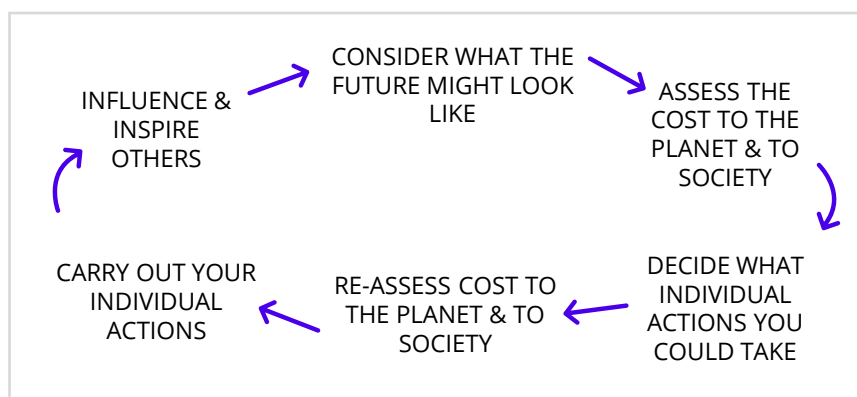 CONSIDER WHAT THE
FUTURE MIGHT LOOK
LIKE
ASSESS THE
COST TO THE
PLANET & TO
SOCIETY
DECIDE WHAT
INDIVIDUAL
ACTIONS YOU
COULD TAKE
RE-ASSESS COST TO
THE PLANET & TO
SOCIETY
CARRY OUT YOUR
INDIVIDUAL
ACTIONS
INFLUENCE &
INSPIRE
OTHERS